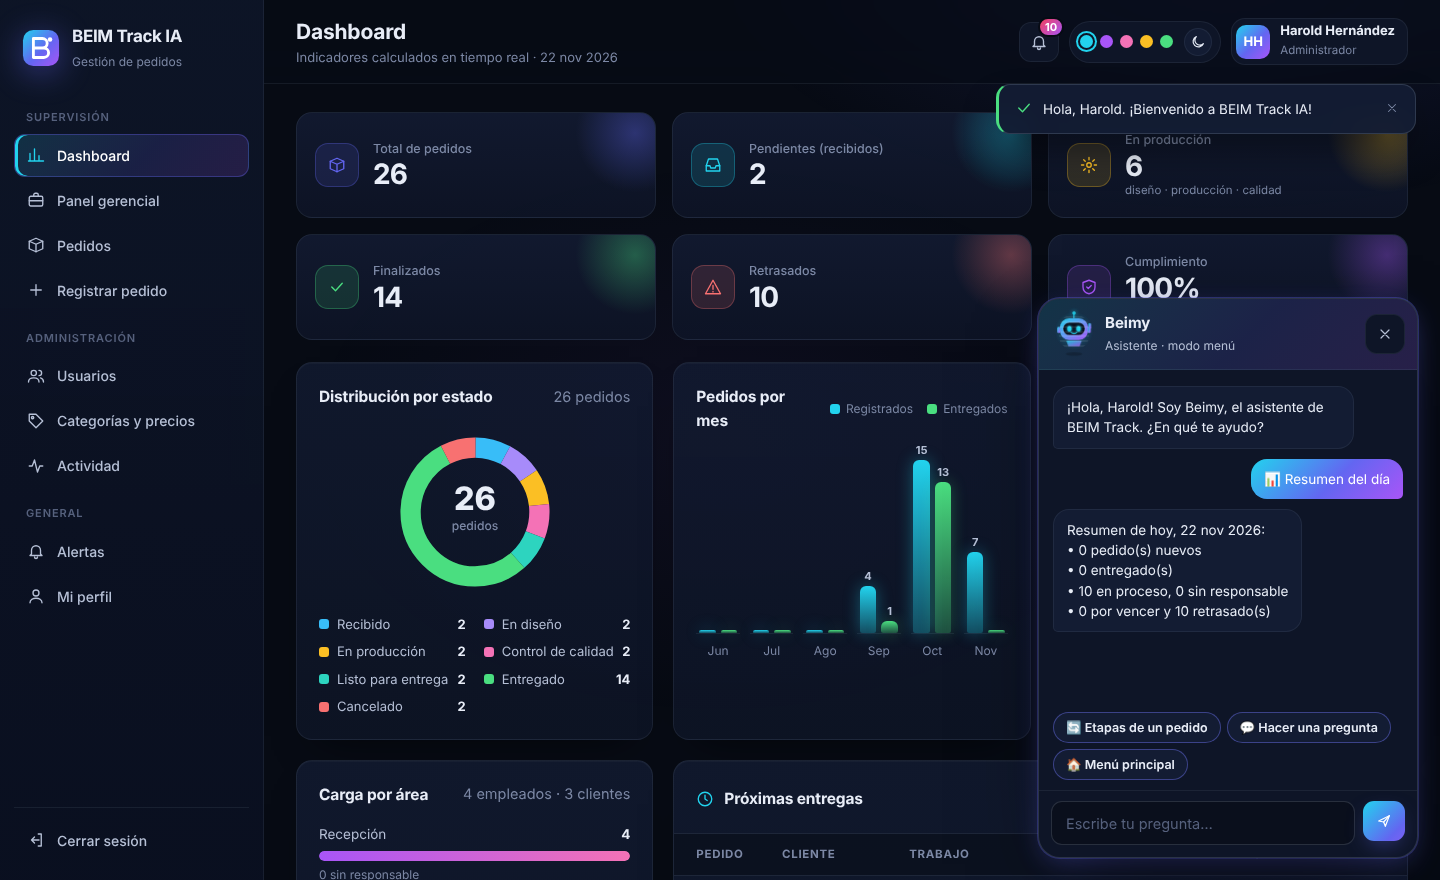 BEIM Track IA
Gestión de pedidos
SUPERVISIÓN
Dashboard
Panel gerencial
Pedidos
Registrar pedido
ADMINISTRACIÓN
Usuarios
Categorías y precios
Actividad
GENERAL
Alertas
Mi perfil
Cerrar sesión
Dashboard
Indicadores calculados en tiempo real · 22 nov 2026
10
HH
Harold Hernández
Administrador
Hola, Harold. ¡Bienvenido a BEIM Track IA!
Total de pedidos
26
Pendientes (recibidos)
2
En producción
6
diseño · producción · calidad
Finalizados
14
Retrasados
10
Cumplimiento
100%
Distribución por estado
26 pedidos
26
pedidos
Recibido 2
En diseño 2
En producción 2
Control de calidad 2
Listo para entrega 2
Entregado 14
Cancelado 2
Pedidos por
mes
Registrados
Entregados
15
13
7
4
1
Jun Jul Ago Sep Oct Nov
Carga por área
4 empleados · 3 clientes
Recepción 4
0 sin responsable
Próximas entregas
PEDIDO CLIENTE TRABAJO
Beimy
Asistente · modo menú
¡Hola, Harold! Soy Beimy, el asistente de
BEIM Track. ¿En qué te ayudo?
📊 Resumen del día
Resumen de hoy, 22 nov 2026:
• 0 pedido(s) nuevos
• 0 entregado(s)
• 10 en proceso, 0 sin responsable
• 0 por vencer y 10 retrasado(s)
🔄 Etapas de un pedido
💬 Hacer una pregunta
🏠 Menú principal
Escribe tu pregunta...